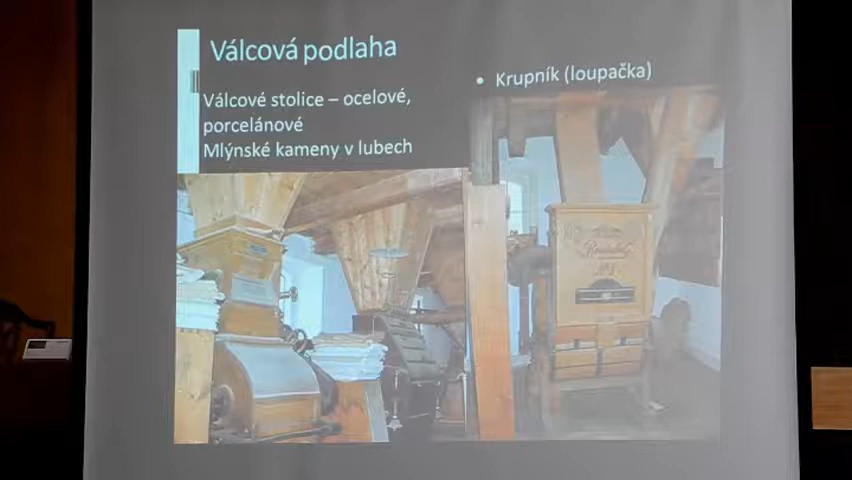 Válcová podlaha
Válcové stolice – ocelové,
porcelánové
Mlýnské kameny v lubech
• Krupník (loupačka)